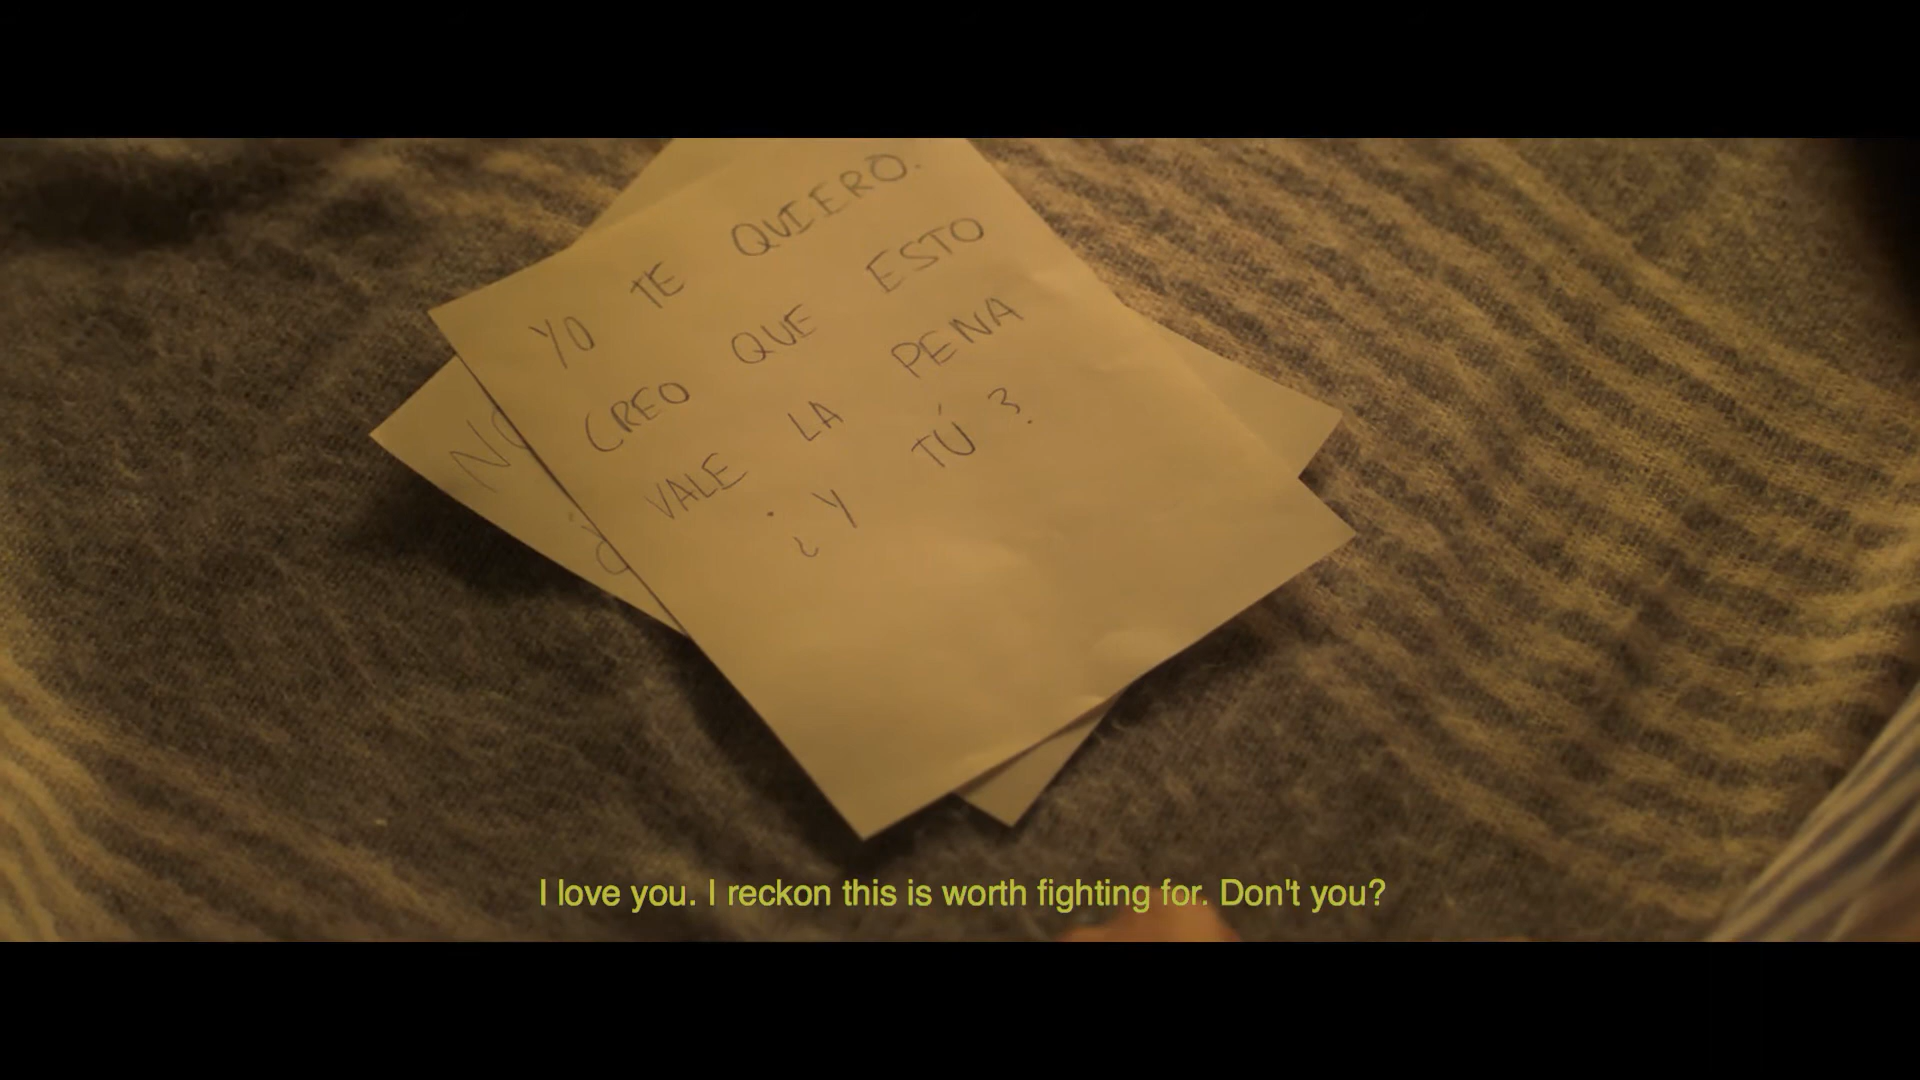 YO TE QUIERO.
CREO QUE ESTO
VALE LA PENA
¿Y TÚ?
I love you. I reckon this is worth fighting for. Don't you?